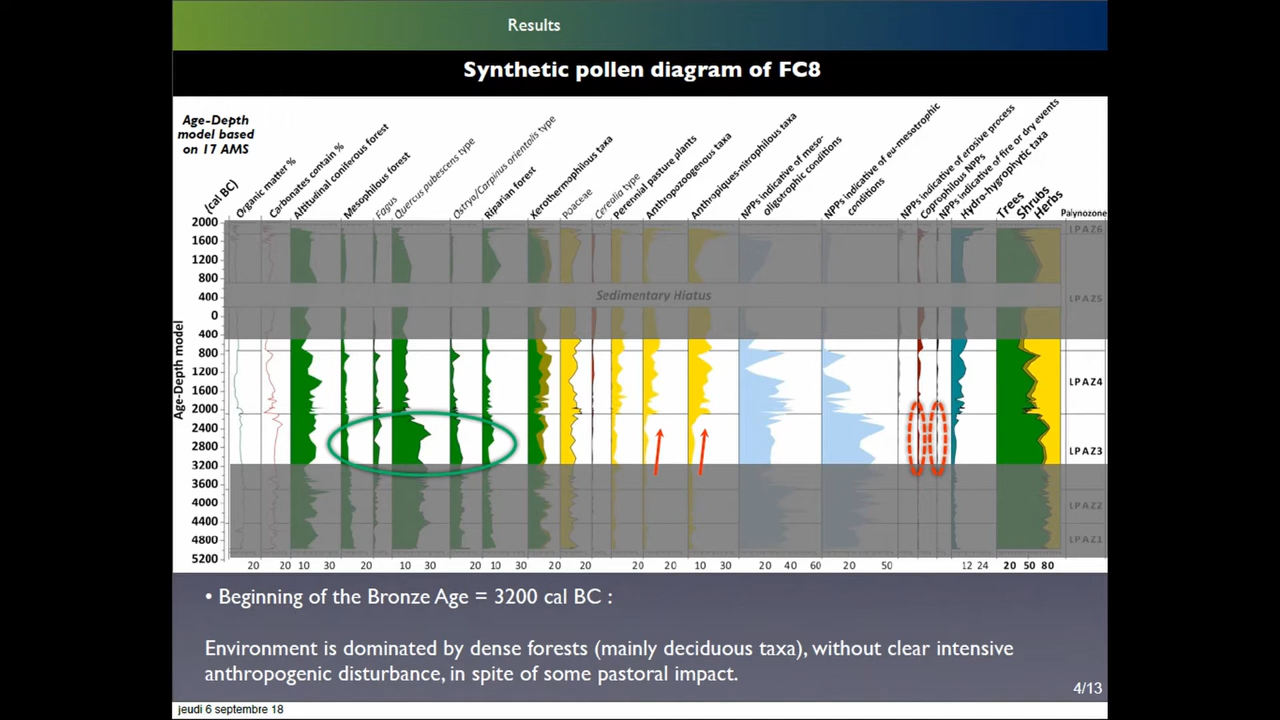 Results
Synthetic pollen diagram of FC8
Age-Depth
model based
on 17 AMS
(cal BC)
Organic matter %
Carbonates contain %
Altitudinal coniferous forest
Mesophilous forest
Fagus
Quercus pubescens type
Ostrya/Carpinus orientalis type
Riparian forest
Xerothermophilous taxa
Poaceae
Cerealia type
Perennial pasture plants
Anthropozoogenous taxa
Anthropiques-nitrophilous taxa
NPPs indicative of meso-
oligotrophic conditions
NPPs indicative of eu-mesotrophic
conditions
NPPs indicative of erosive process
Coprophilous NPPs
NPPs indicative of fire or dry events
Hydro-hygrophytic taxa
Trees
Shrubs
Herbs
Palynozone
Age-Depth model
2000
1600
1200
800
400
0
400
800
1200
1600
2000
2400
2800
3200
3600
4000
4400
4800
5200
Sedimentary Hiatus
LPAZ6
LPAZ5
LPAZ4
LPAZ3
LPAZ2
LPAZ1
20 20 10 30 20 10 30 20 10 30 20 20 20 10 30 20 40 60 20 50 12 24 20 50 80
• Beginning of the Bronze Age = 3200 cal BC :
Environment is dominated by dense forests (mainly deciduous taxa), without clear intensive
anthropogenic disturbance, in spite of some pastoral impact.
4/13
jeudi 6 septembre 18